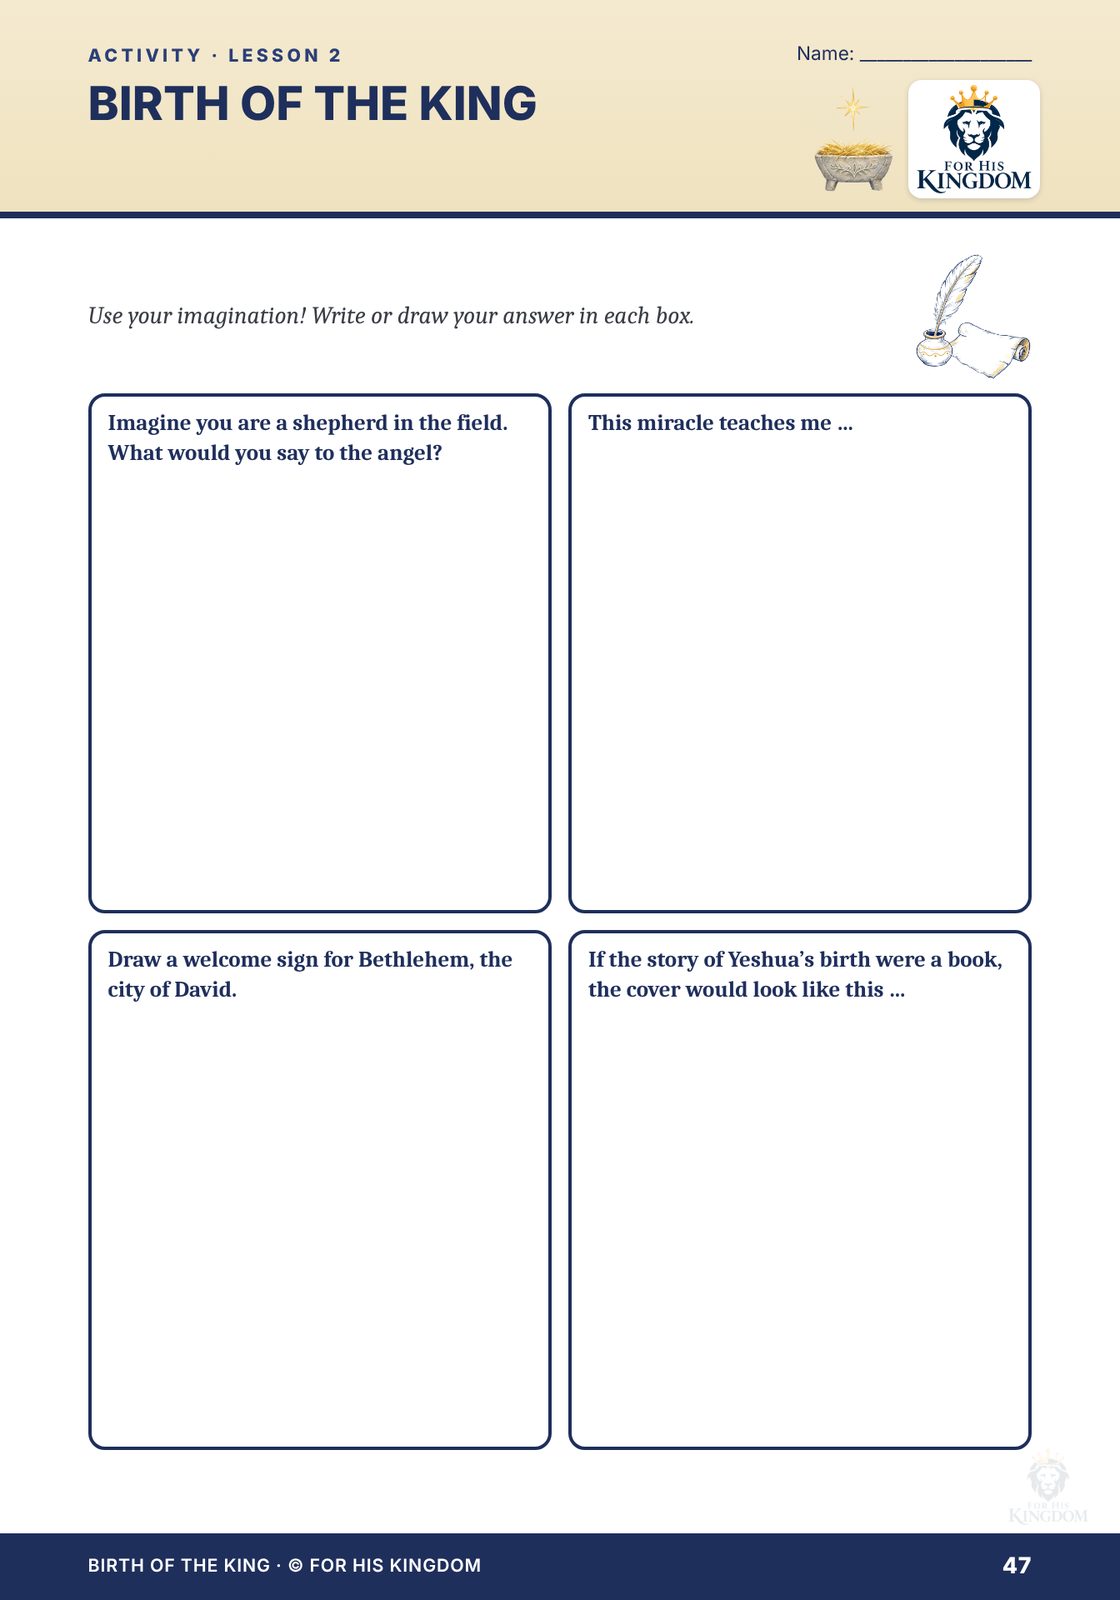 ACTIVITY · LESSON 2
Name: ___________________
BIRTH OF THE KING
FOR HIS
KINGDOM
Use your imagination! Write or draw your answer in each box.
Imagine you are a shepherd in the field.
What would you say to the angel?
This miracle teaches me ...
Draw a welcome sign for Bethlehem, the
city of David.
If the story of Yeshua’s birth were a book,
the cover would look like this ...
FOR HIS
KINGDOM
BIRTH OF THE KING · © FOR HIS KINGDOM
47